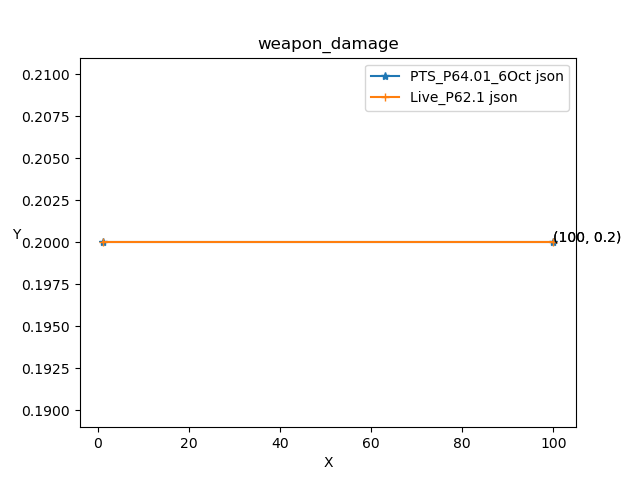 weapon_damage
PTS_P64.01_6Oct json
Live_P62.1 json
0.2100
0.2075
0.2050
0.2025
Y
0.2000
(100, 0.2)
0.1975
0.1950
0.1925
0.1900
0 20 40 60 80 100
X